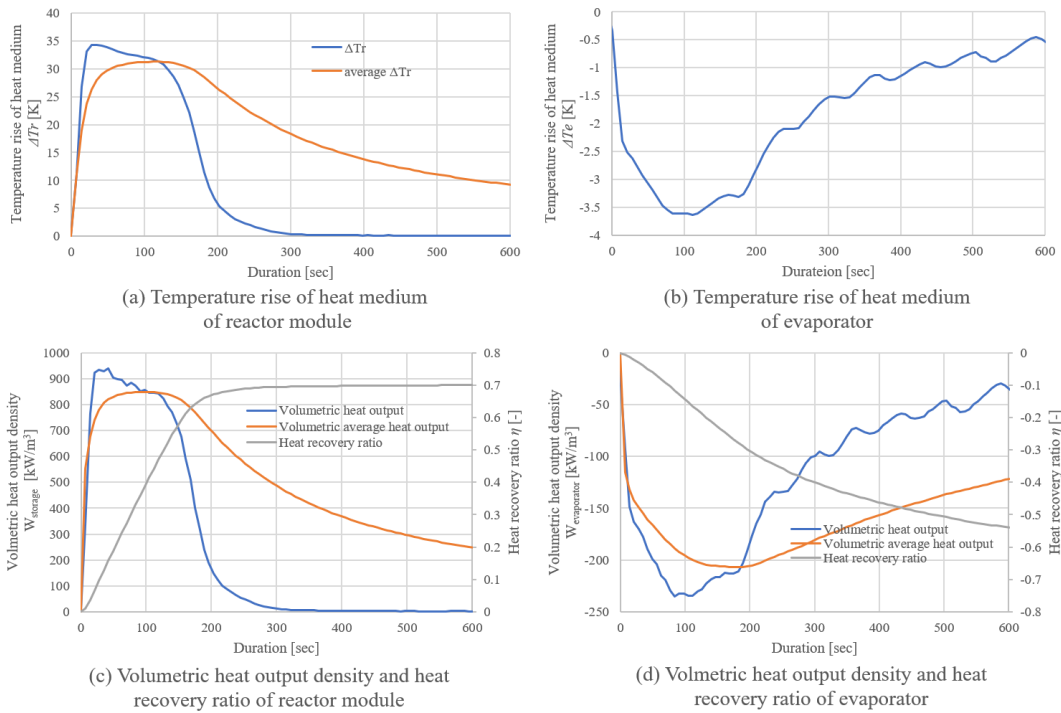 40
35
30
25
20
15
10
5
0
Temperature rise of heat medium
ΔTr [K]
ΔTr
average ΔTr
0 100 200 300 400 500 600
Duration [sec]
(a) Temperature rise of heat medium
of reactor module
0
-0.5
-1
-1.5
-2
-2.5
-3
-3.5
-4
Temperature rise of heat medium
ΔTe [K]
0 100 200 300 400 500 600
Durateion [sec]
(b) Temperature rise of heat medium
of evaporator
1000
900
800
700
600
500
400
300
200
100
0
Volmetric heat output density
Wstorage [kW/m³]
Volumetric heat output
Volumetric average heat output
Heat recovery ratio
0.8
0.7
0.6
0.5
0.4
0.3
0.2
0.1
0
Heat recovery ratio η [-]
0 100 200 300 400 500 600
Duration [sec]
(c) Volumetric heat output density and heat
recovery ratio of reactor module
0
-50
-100
-150
-200
-250
Volumetric heat output density
Wevaporator [kW/m³]
Volumetric heat output
Volumetric average heat output
Heat recovery ratio
0
-0.1
-0.2
-0.3
-0.4
-0.5
-0.6
-0.7
-0.8
Heat recovery ratio η [-]
0 100 200 300 400 500 600
Duration [sec]
(d) Volmetric heat output density and heat
recovery ratio of evaporator